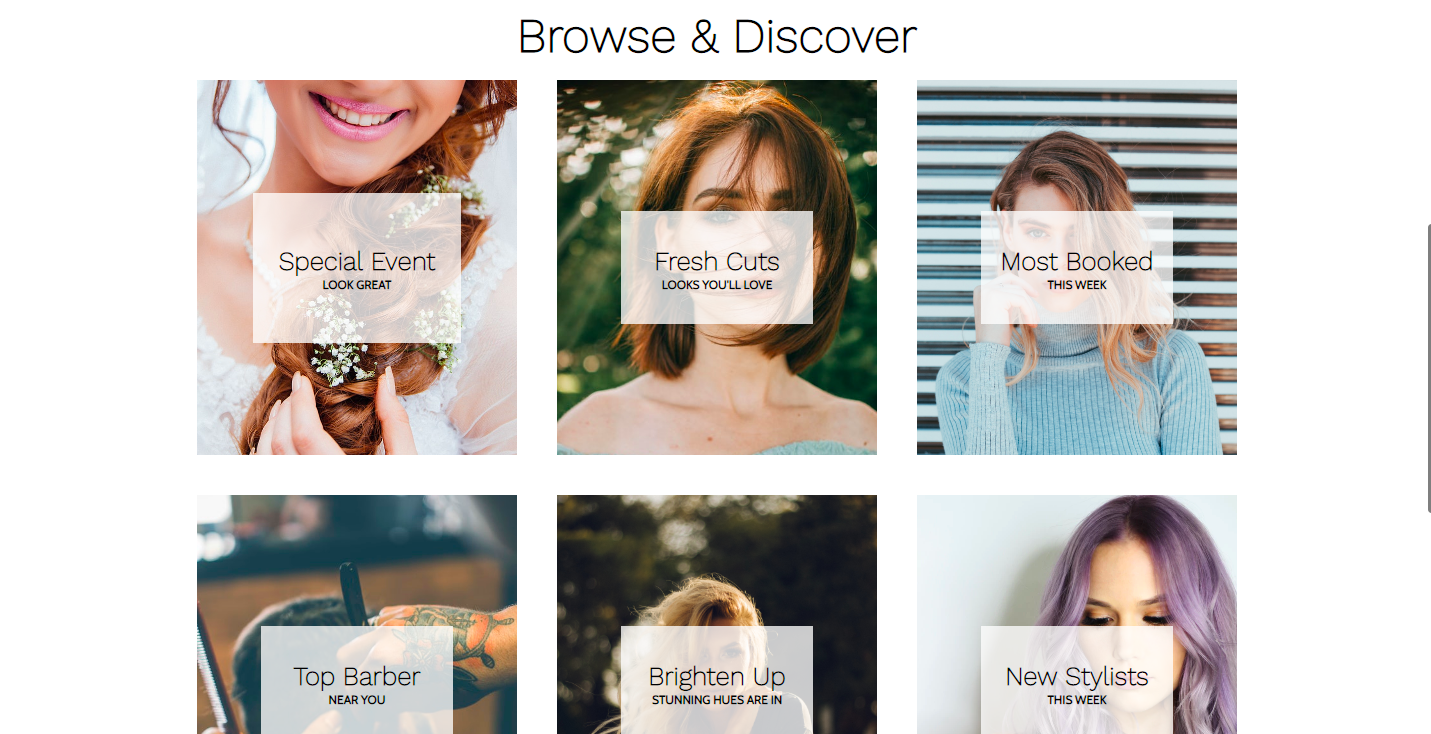 Browse & Discover
Special Event
LOOK GREAT
Fresh Cuts
LOOKS YOU'LL LOVE
Most Booked
THIS WEEK
Top Barber
NEAR YOU
Brighten Up
STUNNING HUES ARE IN
New Stylists
THIS WEEK